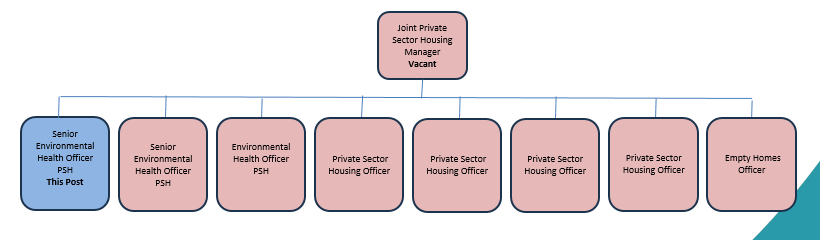 Joint Private
Sector Housing
Manager
Vacant
Senior
Environmental
Health Officer
PSH
This Post
Senior
Environmental
Health Officer
PSH
Environmental
Health Officer
PSH
Private Sector
Housing Officer
Private Sector
Housing Officer
Private Sector
Housing Officer
Private Sector
Housing Officer
Empty Homes
Officer